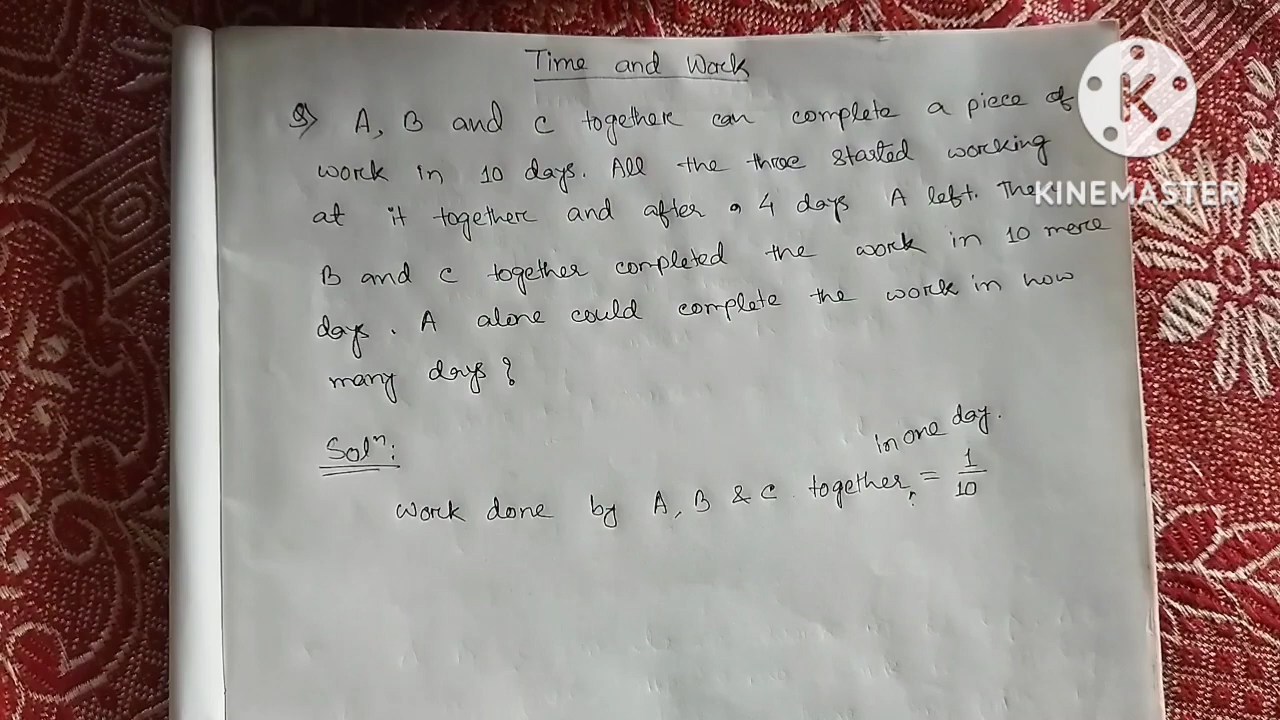 Time and Work
Q) A, B and C together can complete a piece of
work in 10 days. All the three started working
at it together and after 4 days A left. Then
B and C together completed the work in 10 more
days. A alone could complete the work in how
many days?
Solⁿ:
in one day.
Work done by A, B & C together, = 1/10
K
KINEMASTER